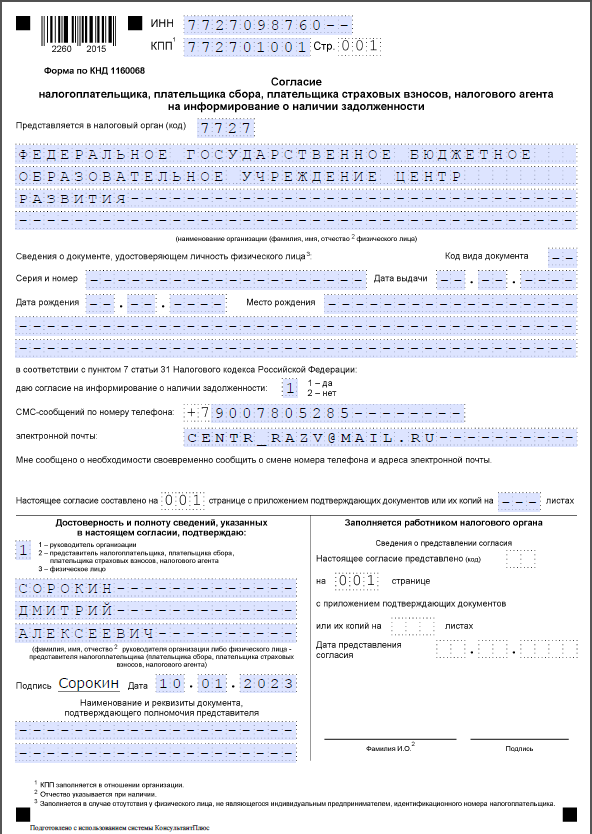 ИНН 7727098760--
2260 2015
КПП1 772701001 Стр. 001
Форма по КНД 1160068
Согласие
налогоплательщика, плательщика сбора, плательщика страховых взносов, налогового агента
на информирование о наличии задолженности
Представляется в налоговый орган (код) 7727
ФЕДЕРАЛЬНОЕ ГОСУДАРСТВЕННОЕ БЮДЖЕТНОЕ
ОБРАЗОВАТЕЛЬНОЕ УЧРЕЖДЕНИЕ ЦЕНТР
РАЗВИТИЯ---------------------------------
----------------------------------------
(наименование организации (фамилия, имя, отчество 2 физического лица)
Сведения о документе, удостоверяющем личность физического лица3: Код вида документа --
Серия и номер -------------------- Дата выдачи --.--.----
Дата рождения --.--.---- Место рождения ------------------
----------------------------------------
----------------------------------------
в соответствии с пунктом 7 статьи 31 Налогового кодекса Российской Федерации:
даю согласие на информирование о наличии задолженности: 1 1 – да
2 – нет
СМС-сообщений по номеру телефона: +79007805285--------
электронной почты: CENTR_RAZV@MAIL.RU----------
Мне сообщено о необходимости своевременно сообщить о смене номера телефона и адреса электронной почты.
Настоящее согласие составлено на 001 странице с приложением подтверждающих документов или их копий на --- листах
Достоверность и полноту сведений, указанных
в настоящем согласии, подтверждаю:
1 1 – руководитель организации
2 – представитель налогоплательщика, плательщика сбора,
плательщика страховых взносов, налогового агента
3 – физическое лицо
СОРОКИН-------------
ДМИТРИЙ-------------
АЛЕКСЕЕВИЧ----------
(фамилия, имя, отчество 2 руководителя организации либо физического лица -
представителя налогоплательщика (плательщика сбора, плательщика страховых
взносов, налогового агента)
Подпись Сорокин Дата 10.01.2023
Наименование и реквизиты документа,
подтверждающего полномочия представителя
--------------------
--------------------
Заполняется работником налогового органа
Сведения о представлении согласия
Настоящее согласие представлено (код)
на 001 странице
с приложением подтверждающих документов
или их копий на листах
Дата представления . .
согласия
Фамилия И.О.2 Подпись
1 КПП заполняется в отношении организации.
2 Отчество указывается при наличии.
3 Заполняется в случае отсутствия у физического лица, не являющегося индивидуальным предпринимателем, идентификационного номера налогоплательщика.
Подготовлено с использованием системы КонсультантПлюс